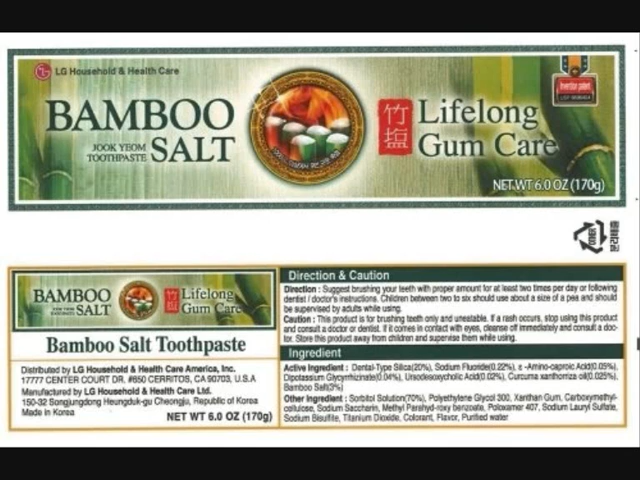 LG Household & Health Care
BAMBOO
JOOK YEOM
TOOTHPASTE
SALT
竹
塩
Lifelong
Gum Care
Inventor patent
NET.WT 6.0 OZ (170g)
BAMBOO
SALT
竹
塩
Lifelong
Gum Care
Bamboo Salt Toothpaste
Distributed by LG Household & Health Care America, Inc.
17777 CENTER COURT DR. #650 CERRITOS, CA 90703, U.S.A
Manufactured by LG Household & Health Care Ltd.
150-32 Songjungdong Heungduk-gu Cheongju, Republic of Korea
Made in Korea
NET WT 6.0 OZ (170g)
Direction & Caution
Direction : Suggest brushing your teeth with proper amount for at least two times per day or following
dentist / doctor's instructions. Children between two to six should use about a size of a pea and should
be supervised by adults while using.
Caution : This product is for brushing teeth only and uneatable. If a rash occurs, stop using this product
and consult a doctor or dentist. If it comes in contact with eyes, cleanse off immediately and consult a doc-
tor. Store this product away from children and supervise them while using.
Ingredient
Active Ingredient : Dental-Type Silica(20%), Sodium Fluoride(0.22%), ε -Amino-caproic Acid(0.05%),
Dipotassium Glycyrrhizinate(0.04%), Ursodesoxycholic Acid(0.02%), Curcuma xanthorriza oil(0.025%),
Bamboo Salt(3%)
Other Ingredient : Sorbitol Solution(70%), Polyethylene Glycol 300, Xanthan Gum, Carboxymethyl-
cellulose, Sodium Saccharin, Methyl Parahyd-roxy benzoate, Poloxamer 407, Sodium Lauryl Sulfate,
Sodium Bisulfite, Titanium Dioxide, Colorant, Flavor, Purified water